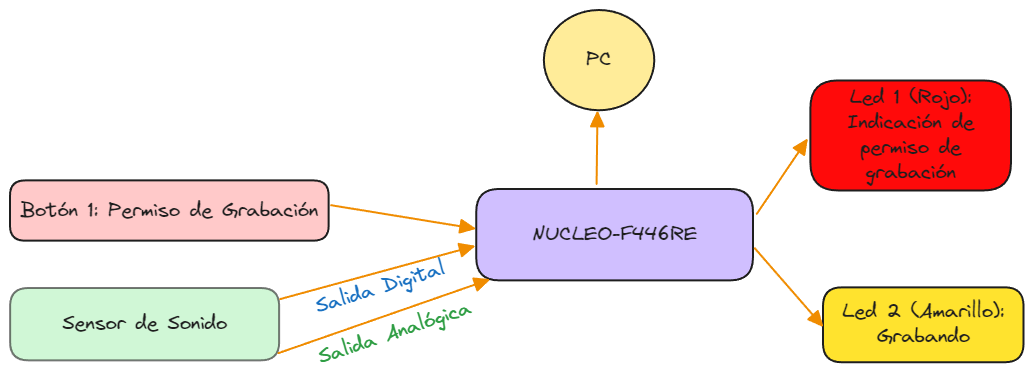 PC
Led 1 (Rojo):
Indicación de
permiso de
grabación
Botón 1: Permiso de Grabación
NUCLEO-F446RE
Salida Digital
Salida Analógica
Sensor de Sonido
Led 2 (Amarillo):
Grabando